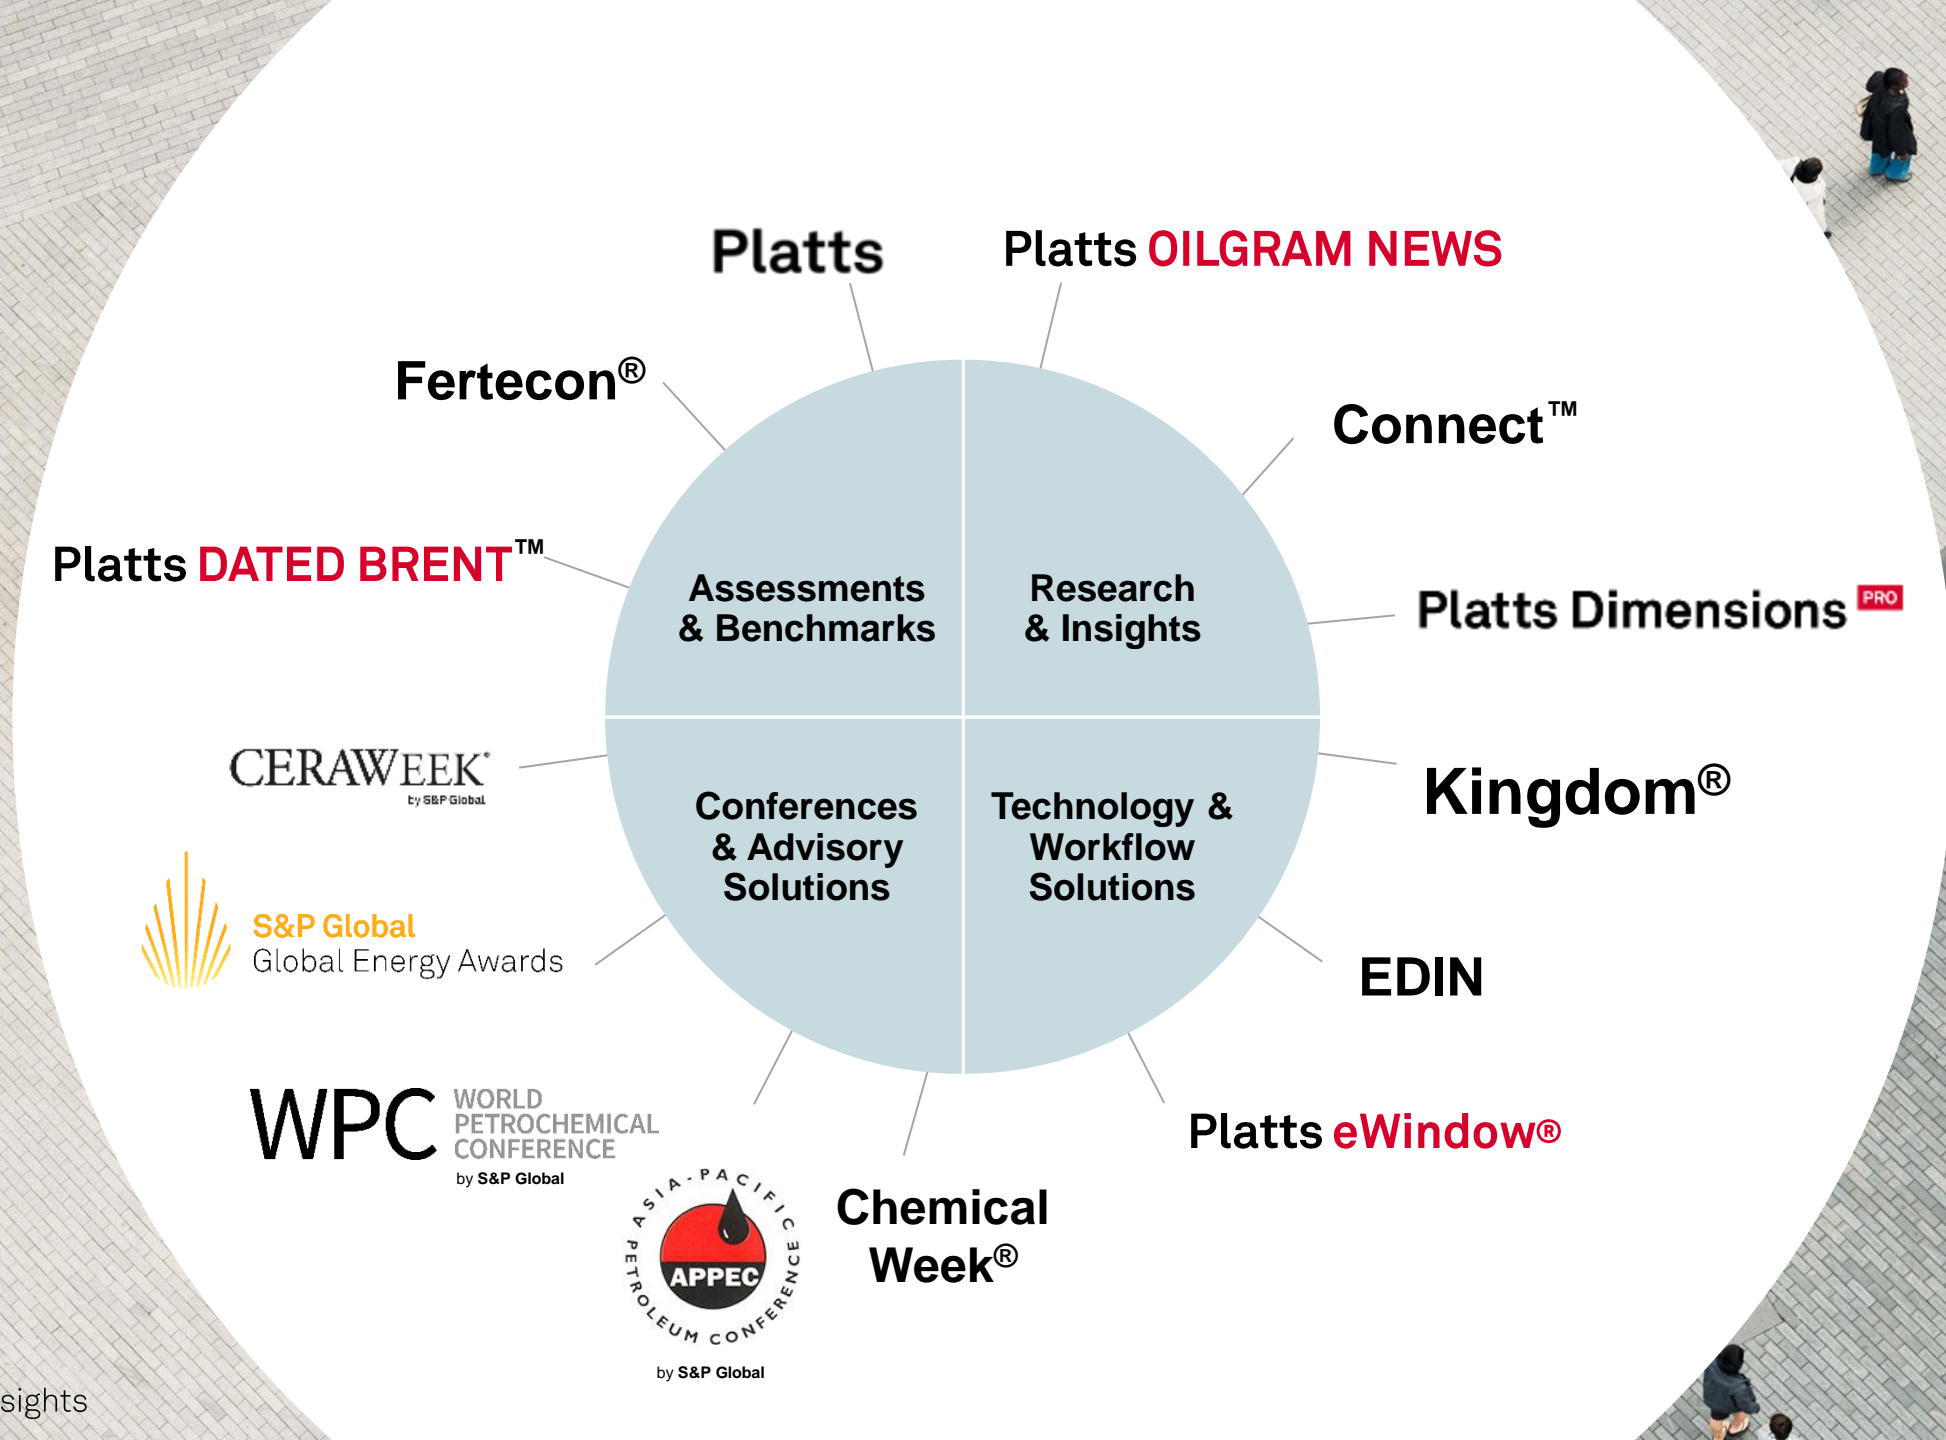 Platts
Platts OILGRAM NEWS
Fertecon®
Connect™
Platts DATED BRENT™
Assessments
& Benchmarks
Research
& Insights
Platts Dimensions PRO
CERAWEEK®
by S&P Global
Kingdom®
Conferences
& Advisory
Solutions
Technology &
Workflow
Solutions
S&P Global
Global Energy Awards
EDIN
WPC
WORLD
PETROCHEMICAL
CONFERENCE
by S&P Global
Platts eWindow®
ASIA-PACIFIC
PETROLEUM CONFERENCE
APPEC
by S&P Global
Chemical
Week®
sights